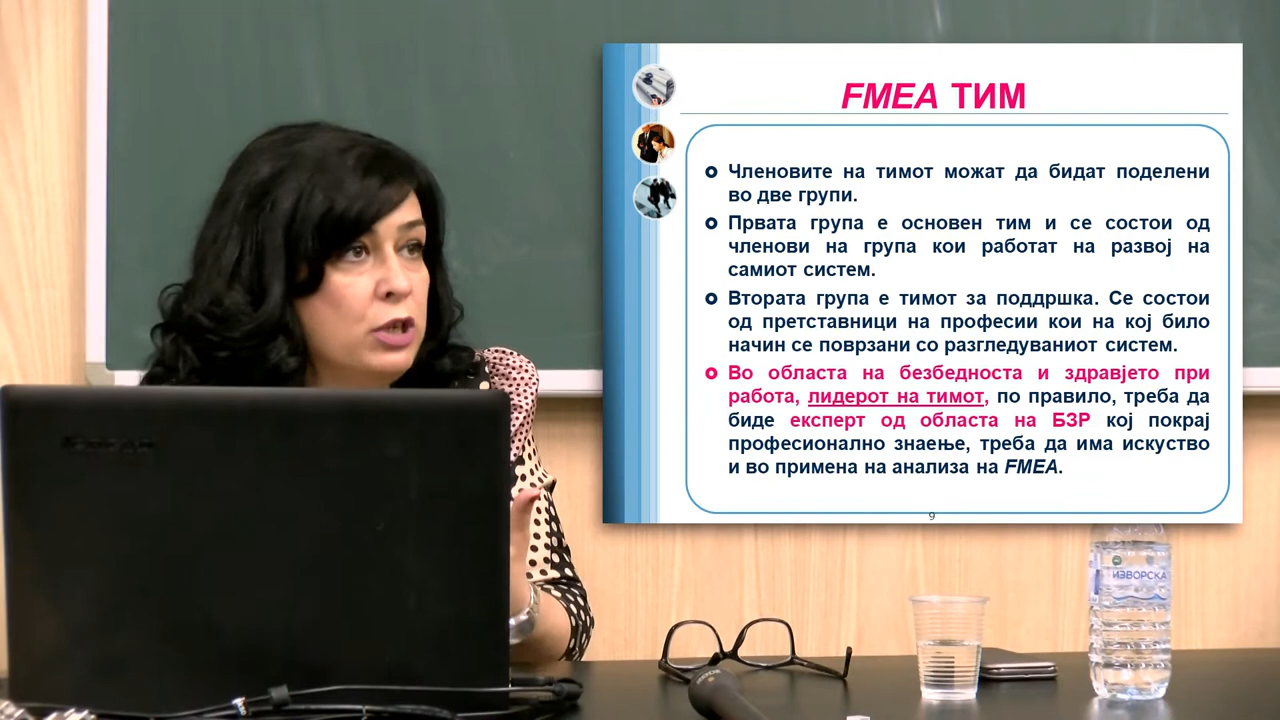 FMEA ТИМ
Членовите на тимот можат да бидат поделени
во две групи.
Првата група е основен тим и се состои од
членови на група кои работат на развој на
самиот систем.
Втората група е тимот за поддршка. Се состои
од претставници на професии кои на кој било
начин се поврзани со разгледуваниот систем.
Во областа на безбедноста и здравјето при
работа, лидерот на тимот, по правило, треба да
биде експерт од областа на БЗР кој покрај
професионално знаење, треба да има искуство
и во примена на анализа на FMEA.
9
ИЗВОРСКА